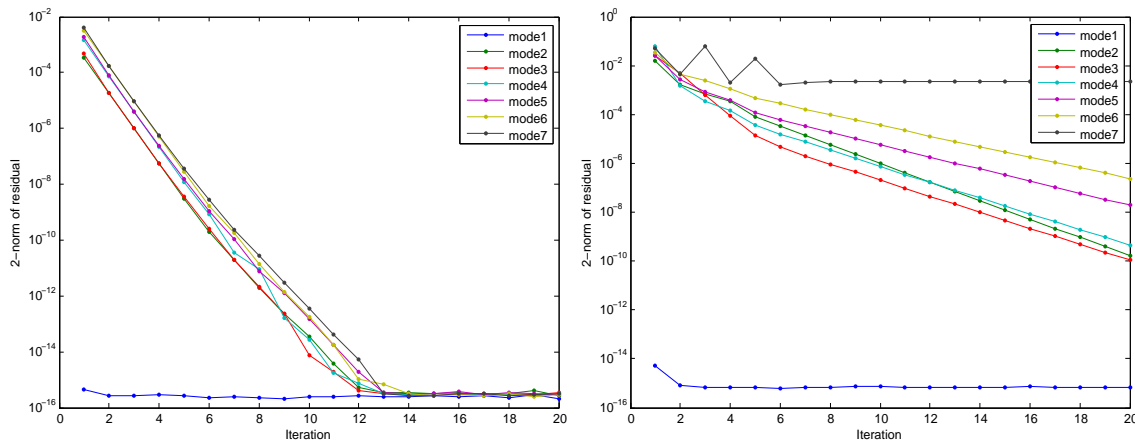 10^−2
10^−4
10^−6
10^−8
10^−10
10^−12
10^−14
10^−16
2−norm of residual
0 2 4 6 8 10 12 14 16 18 20
Iteration
mode1
mode2
mode3
mode4
mode5
mode6
mode7
10^0
10^−2
10^−4
10^−6
10^−8
10^−10
10^−12
10^−14
10^−16
2−norm of residual
0 2 4 6 8 10 12 14 16 18 20
Iteration
mode1
mode2
mode3
mode4
mode5
mode6
mode7